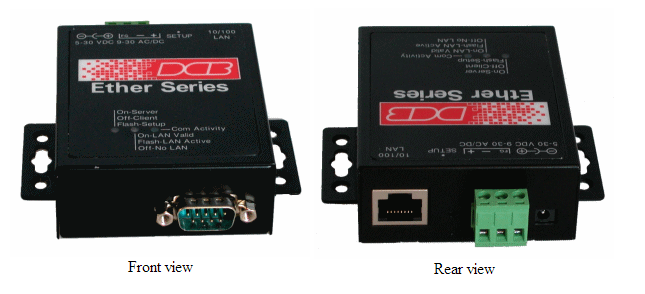 5-30 VDC 9-30 AC/DC
SETUP
10/100
LAN
DCB
Ether Series
On-Server
Off-Client
Flash-Setup
Com Activity
On-LAN Valid
Flash-LAN Active
Off-No LAN
Front view
Off-No LAN
Flash-LAN Active
On-LAN Valid
Com Activity
Flash-Setup
Off-Client
On-Server
Ether Series
DCB
10/100
LAN
SETUP
5-30 VDC 9-30 AC/DC
Rear view